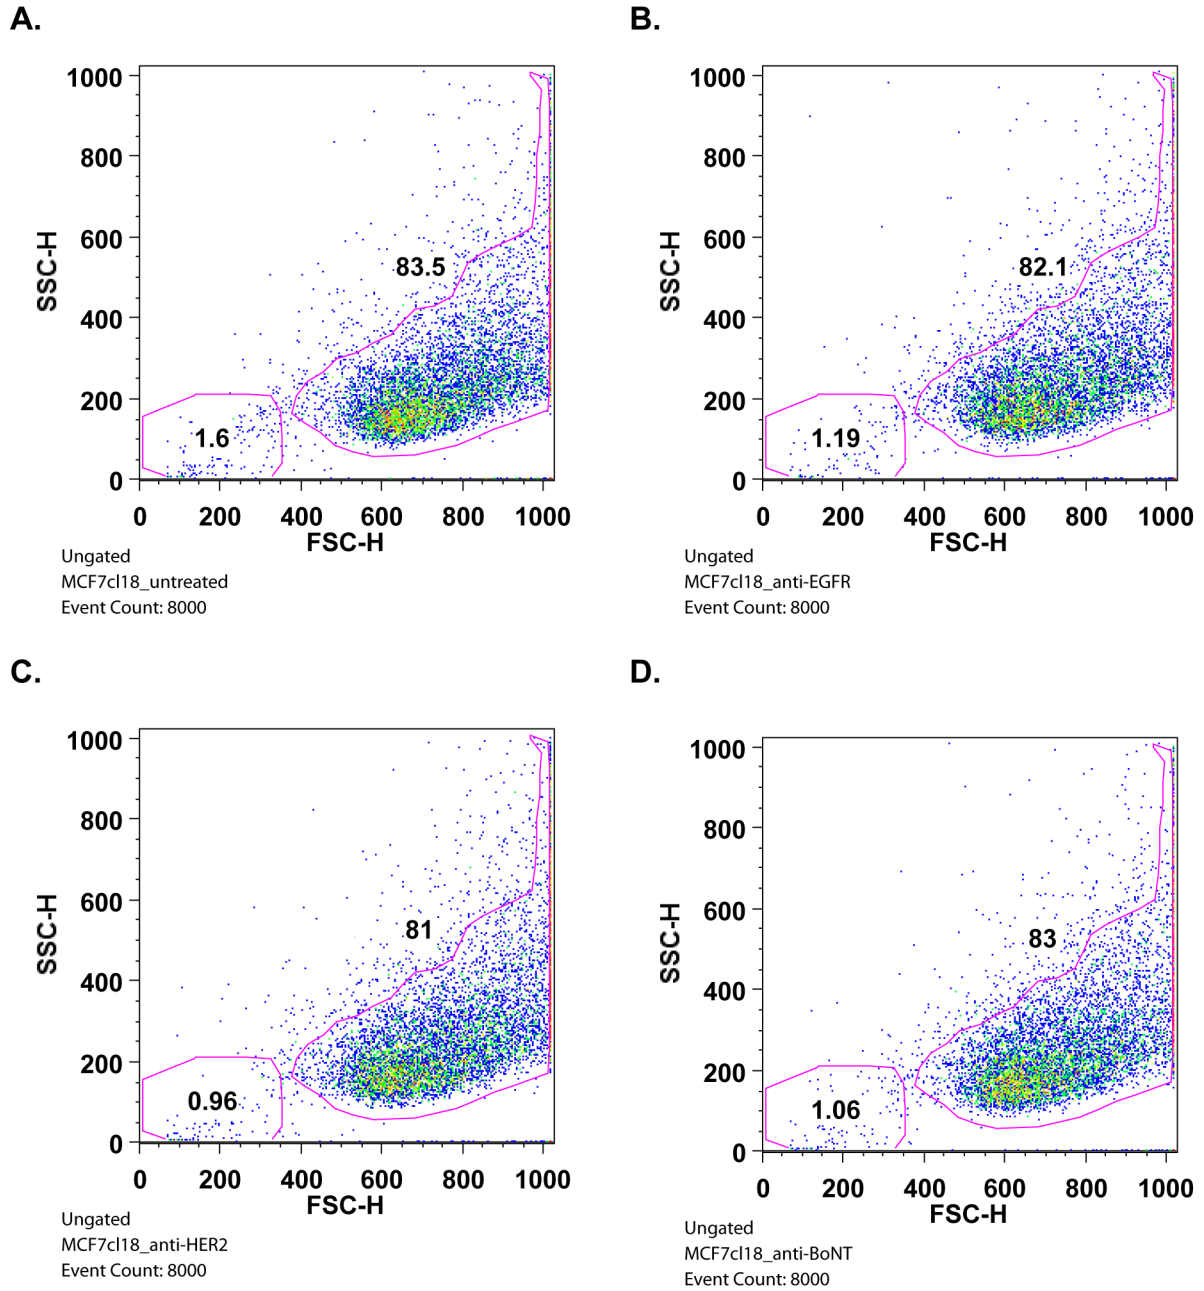 A.
1000
800
600
400
200
0
SSC-H
83.5
1.6
0 200 400 600 800 1000
FSC-H
Ungated
MCF7cl18_untreated
Event Count: 8000
B.
1000
800
600
400
200
0
SSC-H
82.1
1.19
0 200 400 600 800 1000
FSC-H
Ungated
MCF7cl18_anti-EGFR
Event Count: 8000
C.
1000
800
600
400
200
0
SSC-H
81
0.96
0 200 400 600 800 1000
FSC-H
Ungated
MCF7cl18_anti-HER2
Event Count: 8000
D.
1000
800
600
400
200
0
SSC-H
83
1.06
0 200 400 600 800 1000
FSC-H
Ungated
MCF7cl18_anti-BoNT
Event Count: 8000